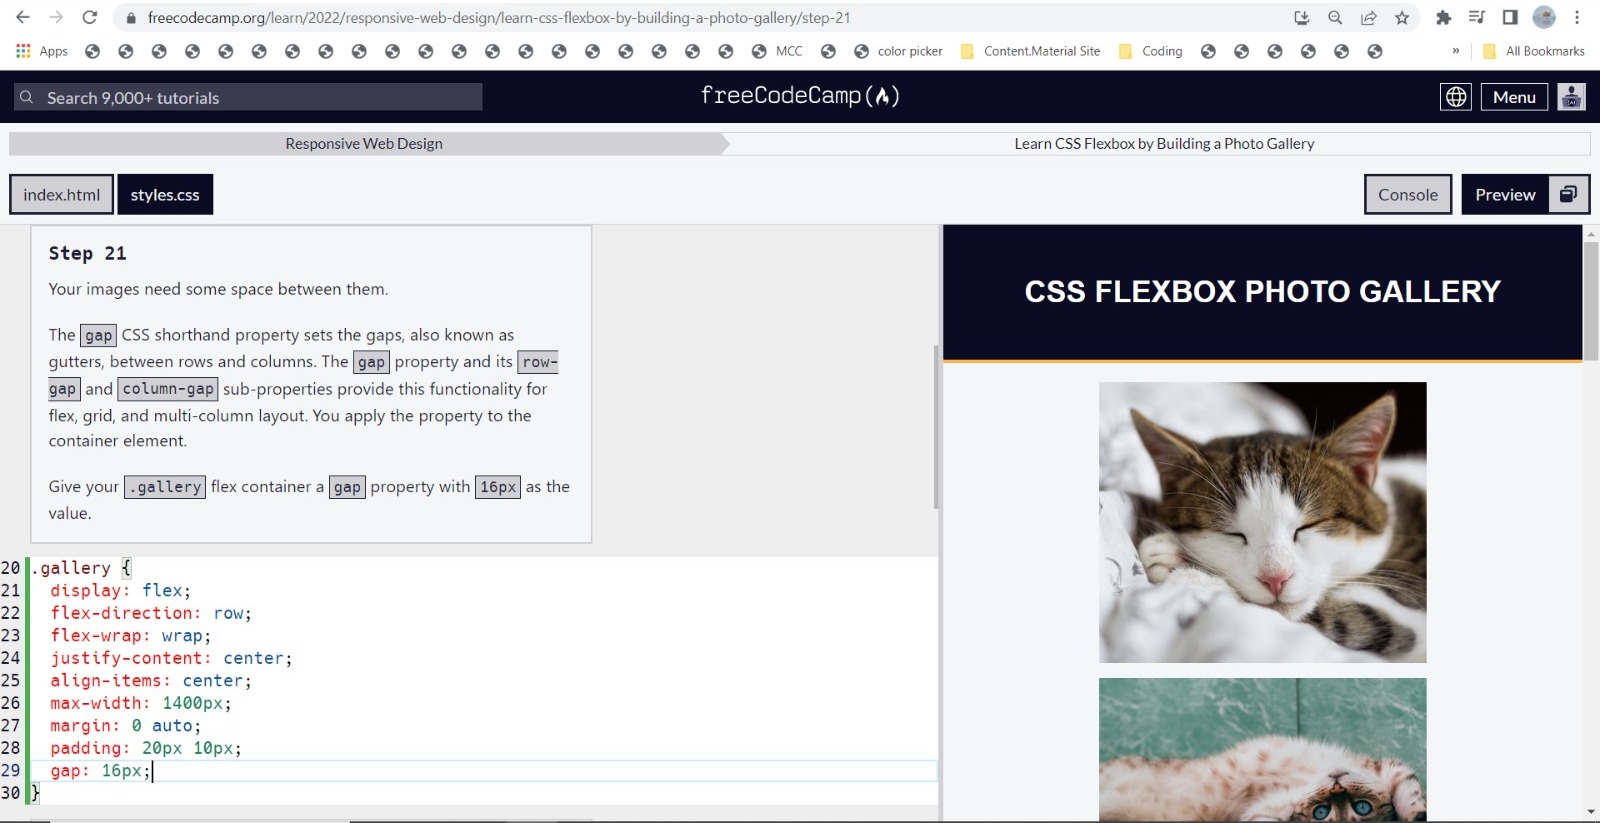 freecodecamp.org/learn/2022/responsive-web-design/learn-css-flexbox-by-building-a-photo-gallery/step-21
Apps MCC color picker Content.Material Site Coding » All Bookmarks
Search 9,000+ tutorials freeCodeCamp Menu
Responsive Web Design Learn CSS Flexbox by Building a Photo Gallery
index.html styles.css Console Preview
Step 21
Your images need some space between them.
The gap CSS shorthand property sets the gaps, also known as
gutters, between rows and columns. The gap property and its row-
gap and column-gap sub-properties provide this functionality for
flex, grid, and multi-column layout. You apply the property to the
container element.
Give your .gallery flex container a gap property with 16px as the
value.
20 .gallery {
21 display: flex;
22 flex-direction: row;
23 flex-wrap: wrap;
24 justify-content: center;
25 align-items: center;
26 max-width: 1400px;
27 margin: 0 auto;
28 padding: 20px 10px;
29 gap: 16px;
30 }
CSS FLEXBOX PHOTO GALLERY